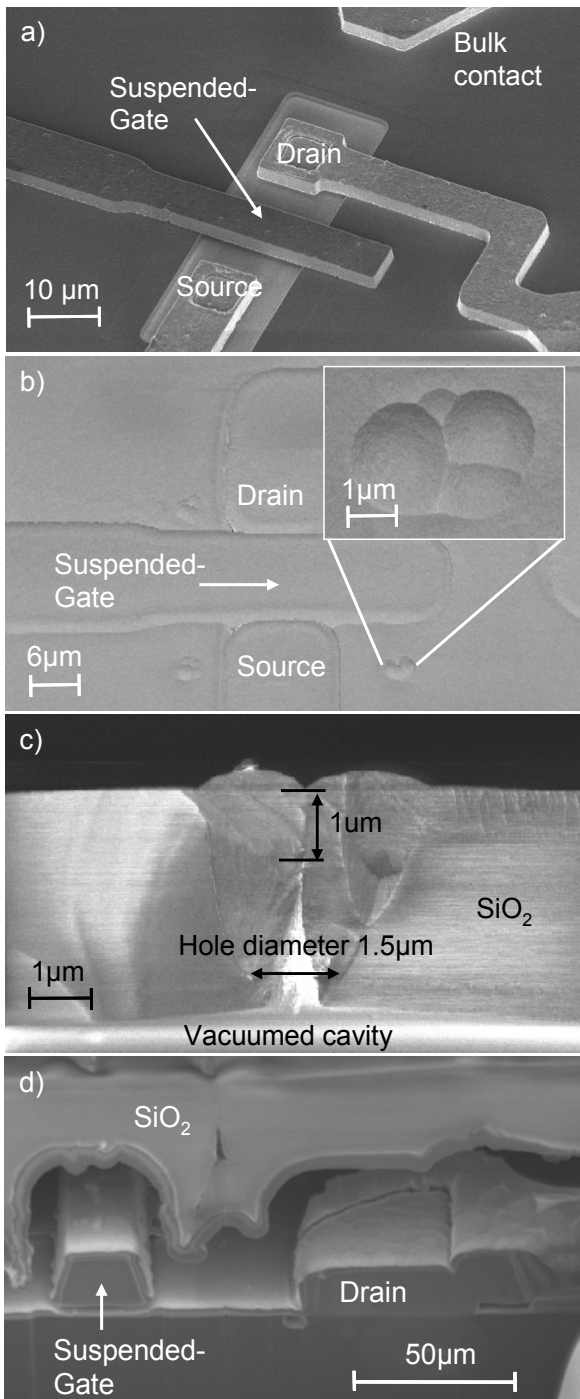 a)
Bulk
contact
Suspended-
Gate
Drain
Source
10 μm
b)
1μm
Drain
Suspended-
Gate
6μm
Source
c)
1um
SiO₂
Hole diameter 1.5μm
1μm
Vacuumed cavity
d)
SiO₂
Drain
Suspended-
Gate
50μm